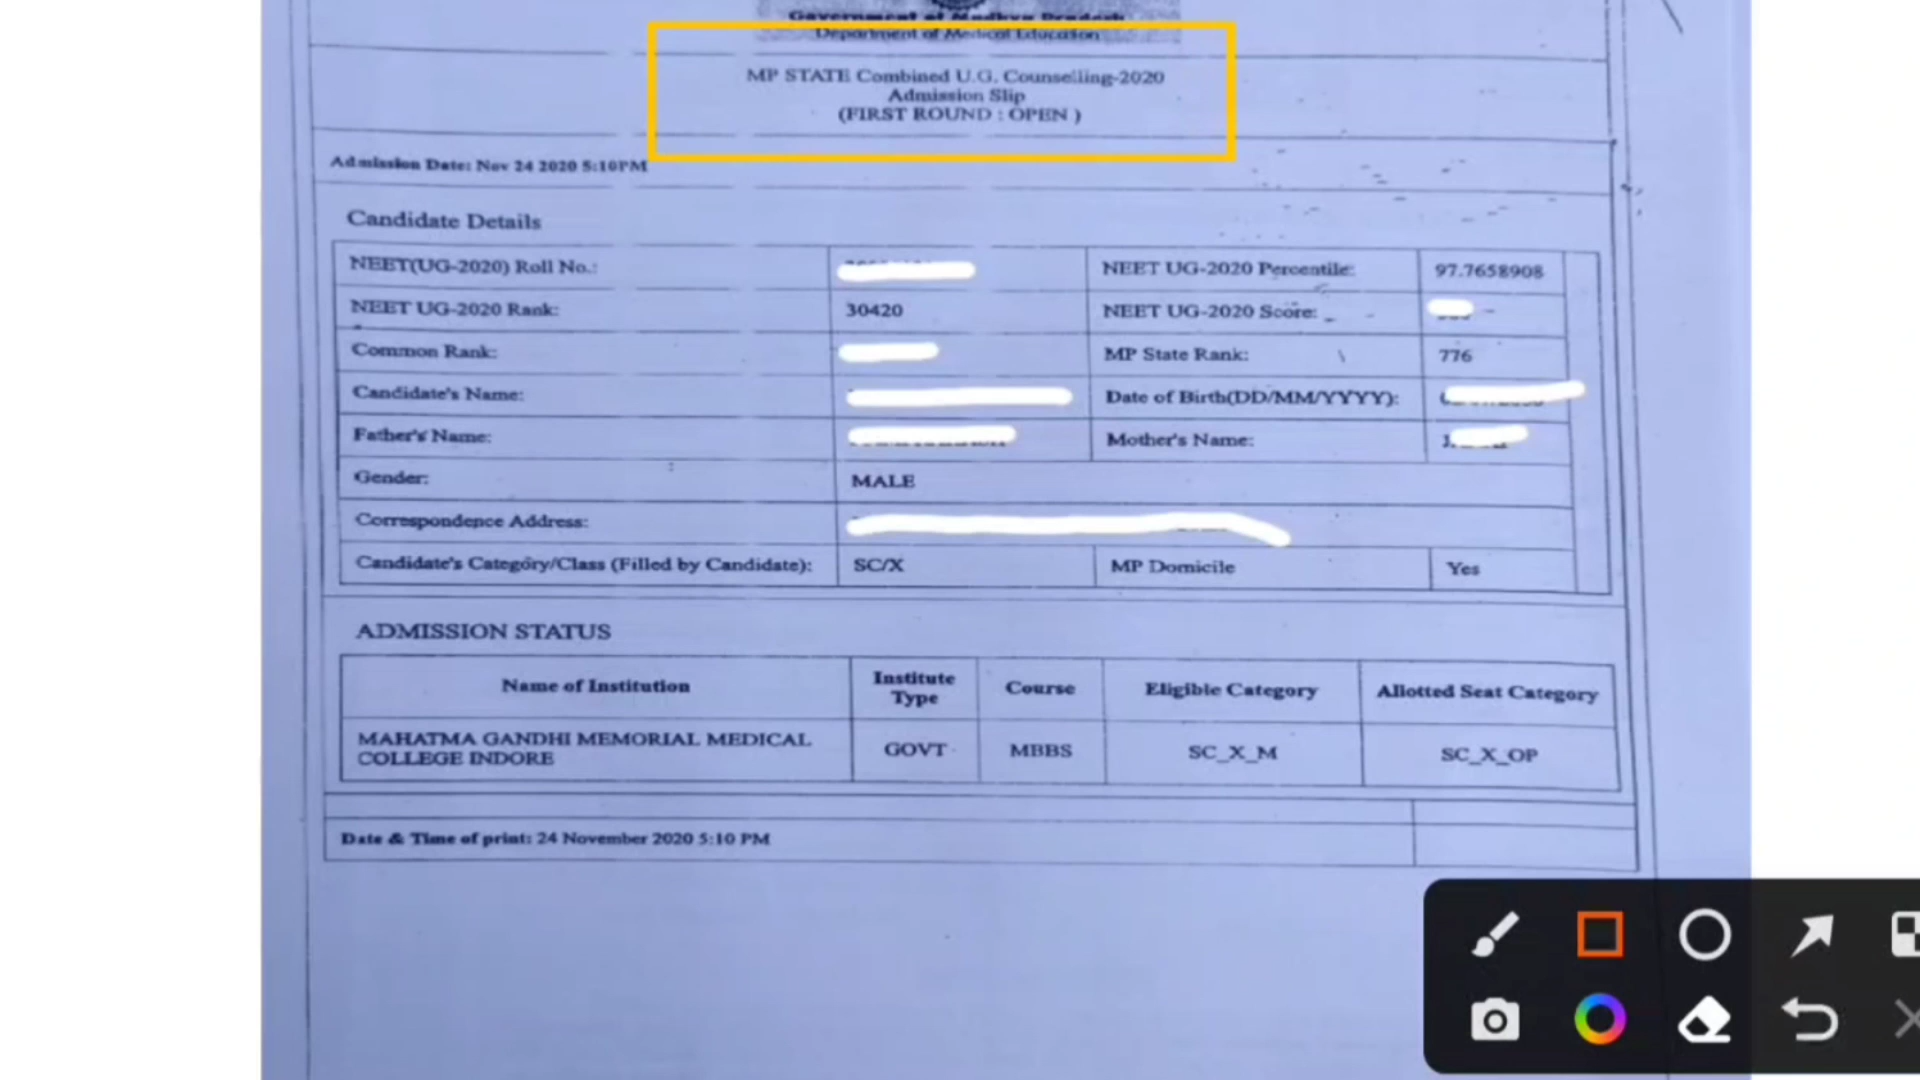 Government of Madhya Pradesh
Department of Medical Education
MP STATE Combined U.G. Counselling-2020
Admission Slip
(FIRST ROUND : OPEN )
Admission Date: Nov 24 2020 5:10PM
Candidate Details
NEET(UG-2020) Roll No.: NEET UG-2020 Percentile: 97.7658908
NEET UG-2020 Rank: 30420 NEET UG-2020 Score:
Common Rank: MP State Rank: 776
Candidate's Name: Date of Birth(DD/MM/YYYY):
Father's Name: Mother's Name:
Gender: MALE
Correspondence Address:
Candidate's Category/Class (Filled by Candidate): SC/X MP Domicile Yes
ADMISSION STATUS
Name of Institution Institute Type Course Eligible Category Allotted Seat Category
MAHATMA GANDHI MEMORIAL MEDICAL COLLEGE INDORE GOVT MBBS SC_X_M SC_X_OP
Date & Time of print: 24 November 2020 5:10 PM